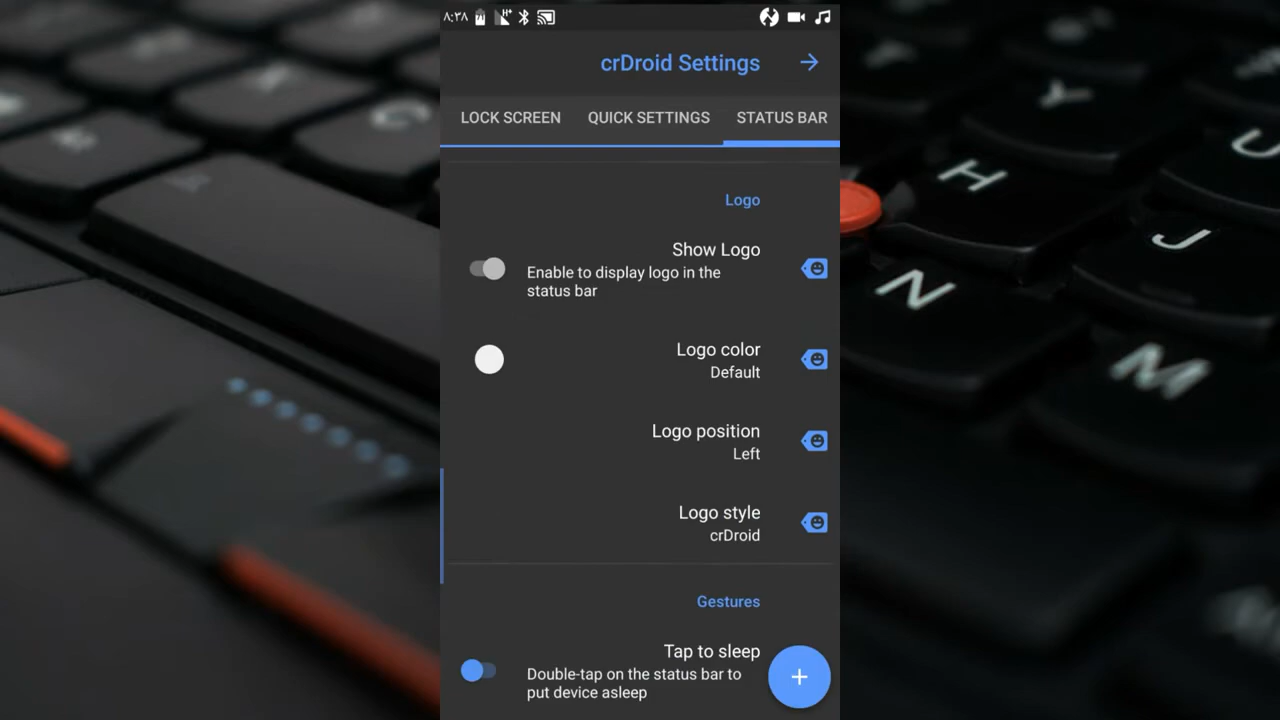 ٨:٢٨
H+
crDroid Settings
LOCK SCREEN QUICK SETTINGS STATUS BAR
Logo
Show Logo
Enable to display logo in the
status bar
Logo color
Default
Logo position
Left
Logo style
crDroid
Gestures
Tap to sleep
Double-tap on the status bar to
put device asleep
Y
U
H
J
N
M